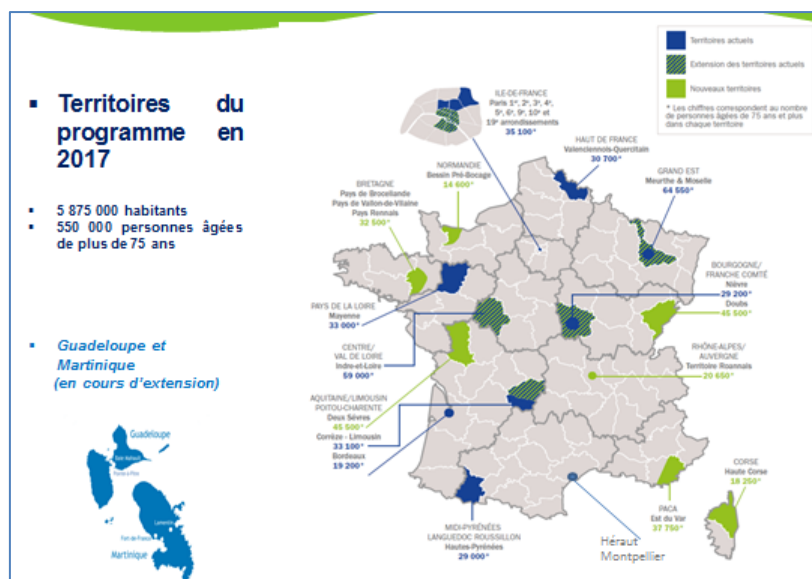 ▪ Territoires du
programme en
2017
▪ 5 875 000 habitants
▪ 550 000 personnes âgées
de plus de 75 ans
▪ Guadeloupe et
Martinique
(en cours d'extension)
Guadeloupe
Baie Mahault
Pointe-à-Pitre
Lamentin
Fort-de-France
Martinique
Territoires actuels
Extension des territoires actuels
Nouveaux territoires
* Les chiffres correspondent au nombre
de personnes âgées de 75 ans et plus
dans chaque territoire
ILE-DE-FRANCE
Paris 1er, 2e, 3e, 4e,
5e, 6e, 9e, 10e et
19e arrondissements
35 100*
HAUT DE FRANCE
Valenciennois-Quercitain
30 700*
NORMANDIE
Bessin Pré-Bocage
14 600*
GRAND EST
Meurthe & Moselle
64 550*
BRETAGNE
Pays de Broceliande
Pays de Vallon-de-Vilaine
Pays Rennais
32 500*
BOURGOGNE/
FRANCHE COMTÉ
Nièvre
29 200*
Doubs
45 500*
PAYS DE LA LOIRE
Mayenne
33 000*
CENTRE/
VAL DE LOIRE
Indre-et-Loire
59 000*
RHÔNE-ALPES/
AUVERGNE
Territoire Roannais
20 650*
AQUITAINE/LIMOUSIN
POITOU-CHARENTE
Deux Sèvres
45 500*
Corrèze - Limousin
33 100*
Bordeaux
19 200*
CORSE
Haute Corse
18 250*
PACA
Est du Var
37 750*
MIDI-PYRÉNÉES
LANGUEDOC ROUSSILLON
Hautes-Pyrénées
29 000*
Héraut
Montpellier